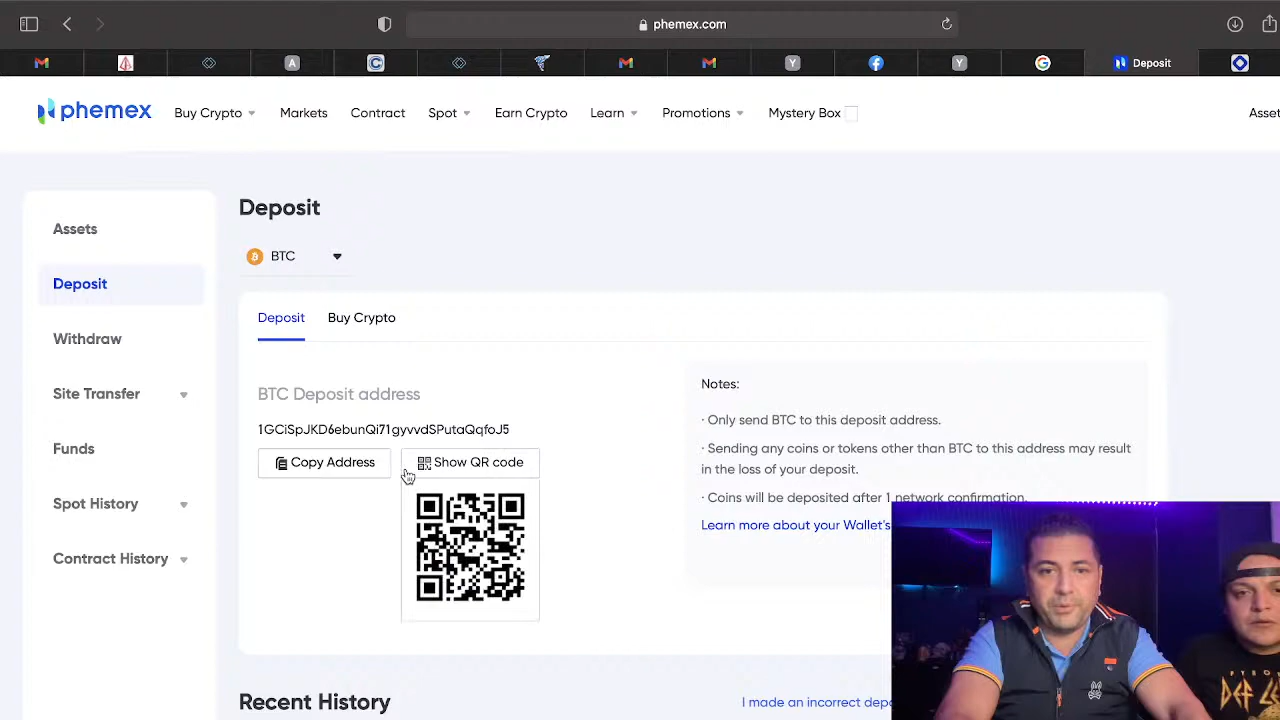 phemex.com
Deposit
phemex
Buy Crypto
Markets
Contract
Spot
Earn Crypto
Learn
Promotions
Mystery Box
Asset
Assets
Deposit
Withdraw
Site Transfer
Funds
Spot History
Contract History
Deposit
BTC
Deposit
Buy Crypto
BTC Deposit address
1GCiSpJKD6ebunQi71gyvvdSPutaQqfoJ5
Copy Address
Show QR code
Notes:
· Only send BTC to this deposit address.
· Sending any coins or tokens other than BTC to this address may result
in the loss of your deposit.
· Coins will be deposited after 1 network confirmation.
Learn more about your Wallet's
Recent History
I made an incorrect depo